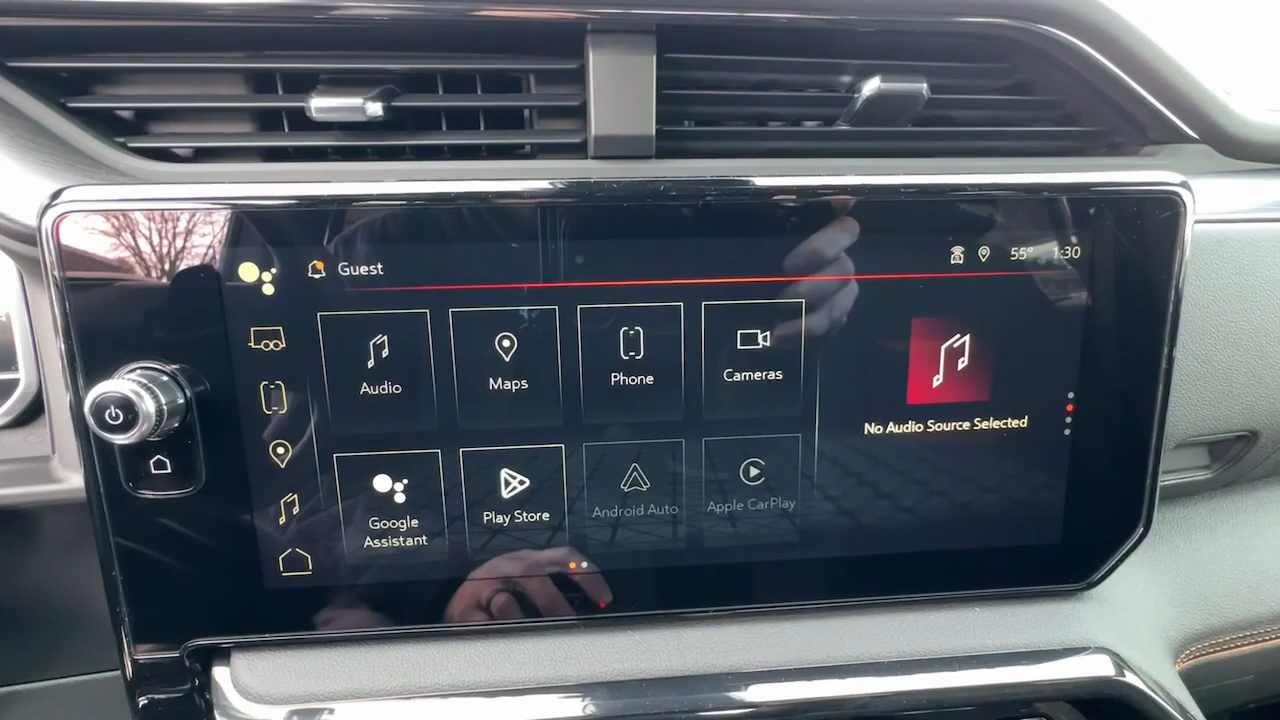 Guest
55° 1:30
Audio
Maps
Phone
Cameras
No Audio Source Selected
Google
Assistant
Play Store
Android Auto
Apple CarPlay